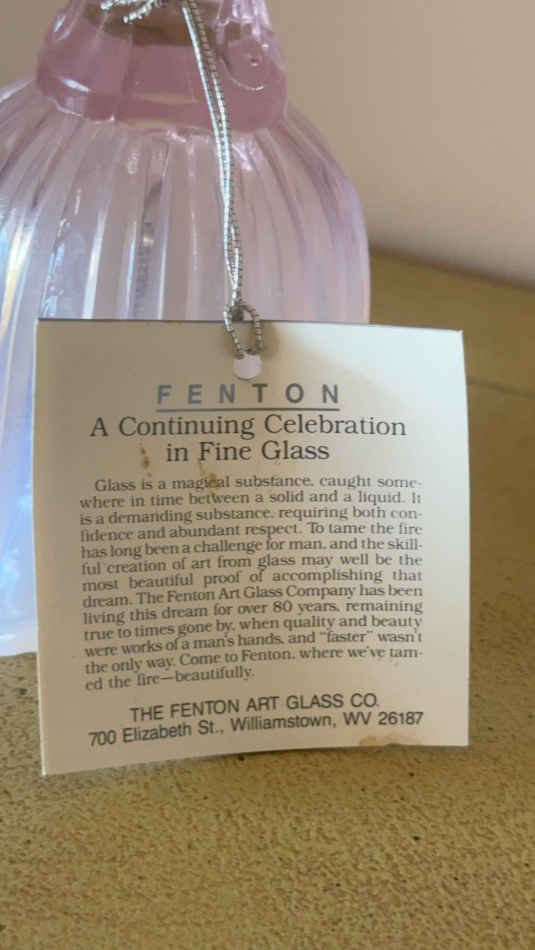 FENTON
A Continuing Celebration
in Fine Glass
Glass is a magical substance, caught some-
where in time between a solid and a liquid. It
is a demanding substance, requiring both con-
fidence and abundant respect. To tame the fire
has long been a challenge for man, and the skill-
ful creation of art from glass may well be the
most beautiful proof of accomplishing that
dream. The Fenton Art Glass Company has been
living this dream for over 80 years, remaining
true to times gone by, when quality and beauty
were works of a man's hands, and "faster" wasn't
the only way. Come to Fenton, where we've tam-
ed the fire—beautifully.
THE FENTON ART GLASS CO.
700 Elizabeth St., Williamstown, WV 26187